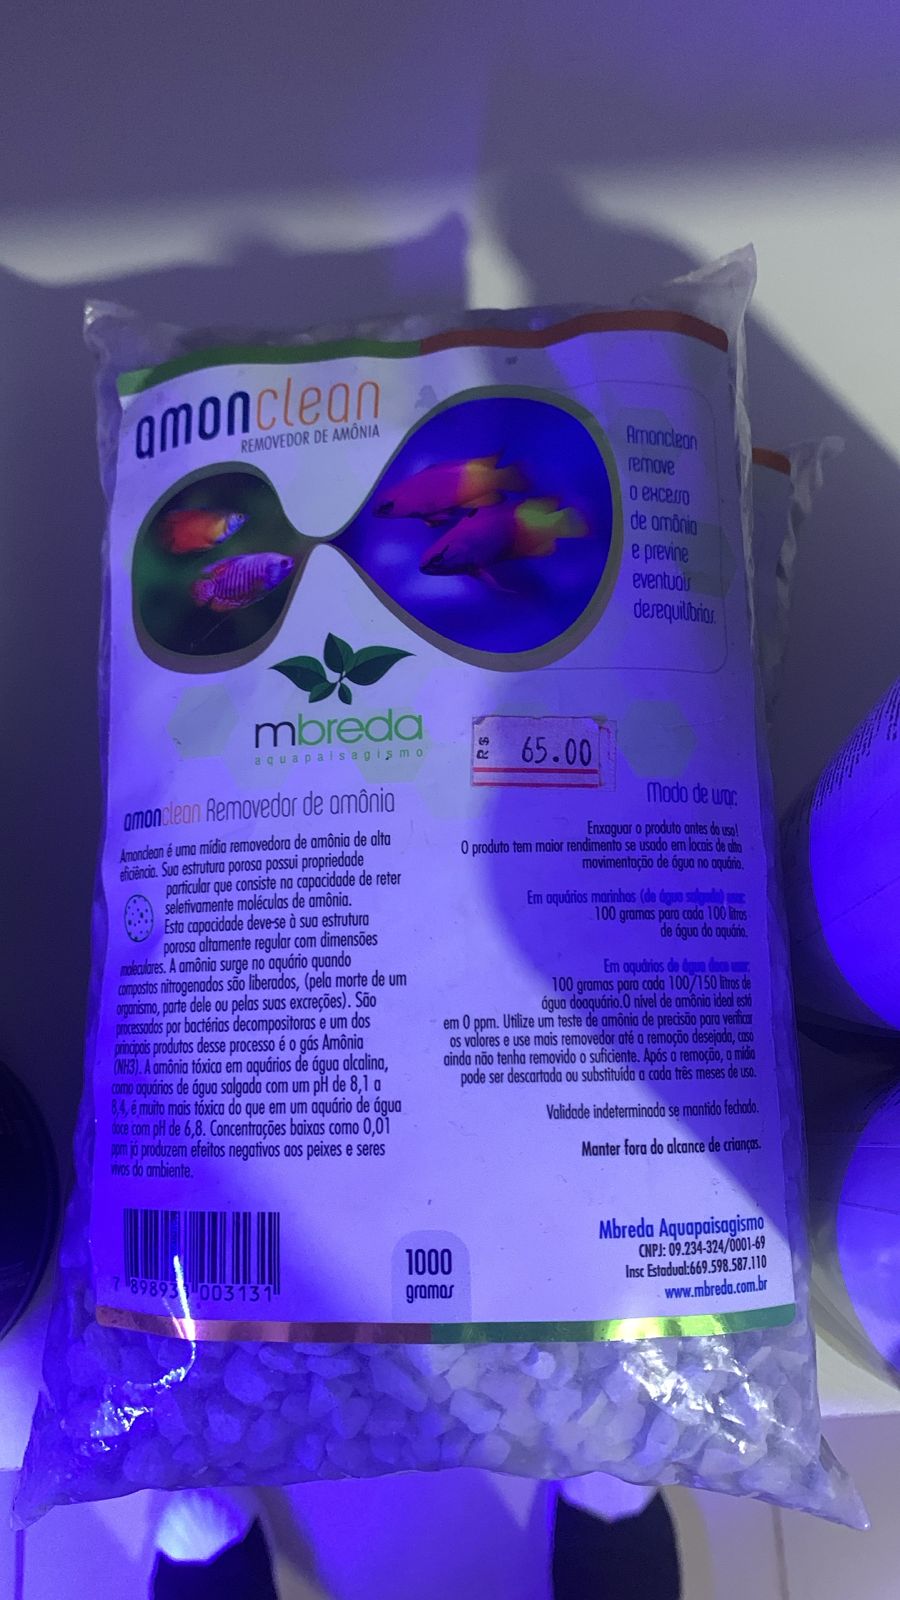 amonclean
REMOVEDOR DE AMÔNIA
Amonclean
remove
o excesso
de amônia
e previne
eventuais
desequilíbrios.
mbreda
aquapaisagismo
R$ 65.00
amonclean Removedor de amônia
Amonclean é uma mídia removedora de amônia de alta
eficiência. Sua estrutura porosa possui propriedade
particular que consiste na capacidade de reter
seletivamente moléculas de amônia.
Esta capacidade deve-se à sua estrutura
porosa altamente regular com dimensões
moleculares. A amônia surge no aquário quando
compostos nitrogenados são liberados, (pela morte de um
organismo, parte dele ou pelas suas excreções). São
processados por bactérias decompositoras e um dos
principais produtos desse processo é o gás Amônia
(NH3). A amônia tóxica em aquários de água alcalina,
como aquários de água salgada com um pH de 8,1 a
8,4, é muito mais tóxica do que em um aquário de água
doce com pH de 6,8. Concentrações baixas como 0,01
ppm já produzem efeitos negativos aos peixes e seres
vivos do ambiente.
Modo de usar:
Enxaguar o produto antes do uso!
O produto tem maior rendimento se usado em locais de alta
movimentação de água no aquário.
Em aquários marinhos (de água salgada) usar:
100 gramas para cada 100 litros
de água do aquário.
Em aquários de água doce usar:
100 gramas para cada 100/150 litros de
água doaquário.O nível de amônia ideal está
em 0 ppm. Utilize um teste de amônia de precisão para verificar
os valores e use mais removedor até a remoção desejada, caso
ainda não tenha removido o suficiente. Após a remoção, a mídia
pode ser descartada ou substituída a cada três meses de uso.
Validade indeterminada se mantido fechado.
Manter fora do alcance de crianças.
7 89893 003131
1000
gramas
Mbreda Aquapaisagismo
CNPJ: 09.234-324/0001-69
Insc Estadual:669.598.587.110
www.mbreda.com.br